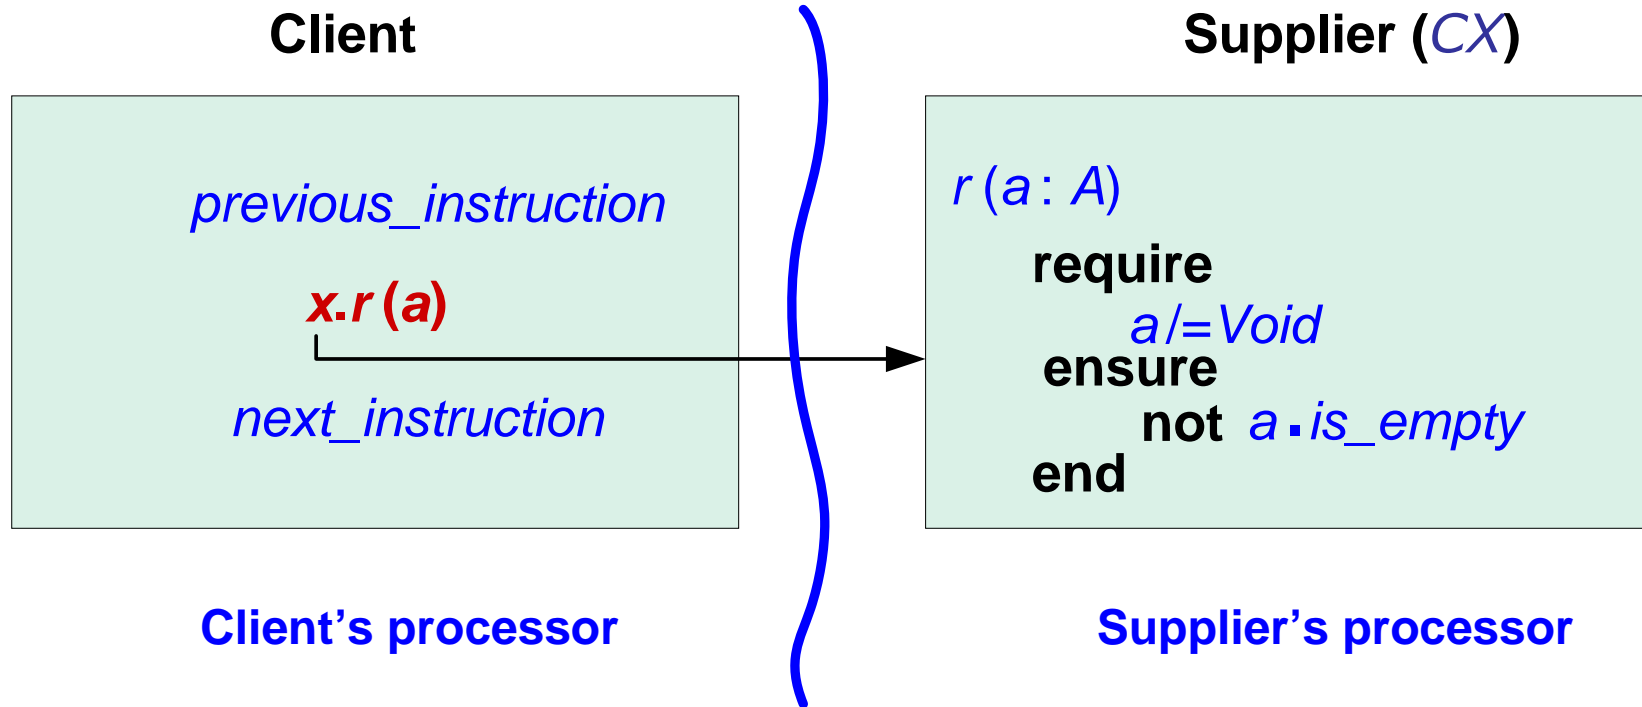 Client
previous_instruction
x.r (a)
next_instruction
Client’s processor
Supplier (CX)
r (a : A)
require
a /= Void
ensure
not a . is_empty
end
Supplier’s processor